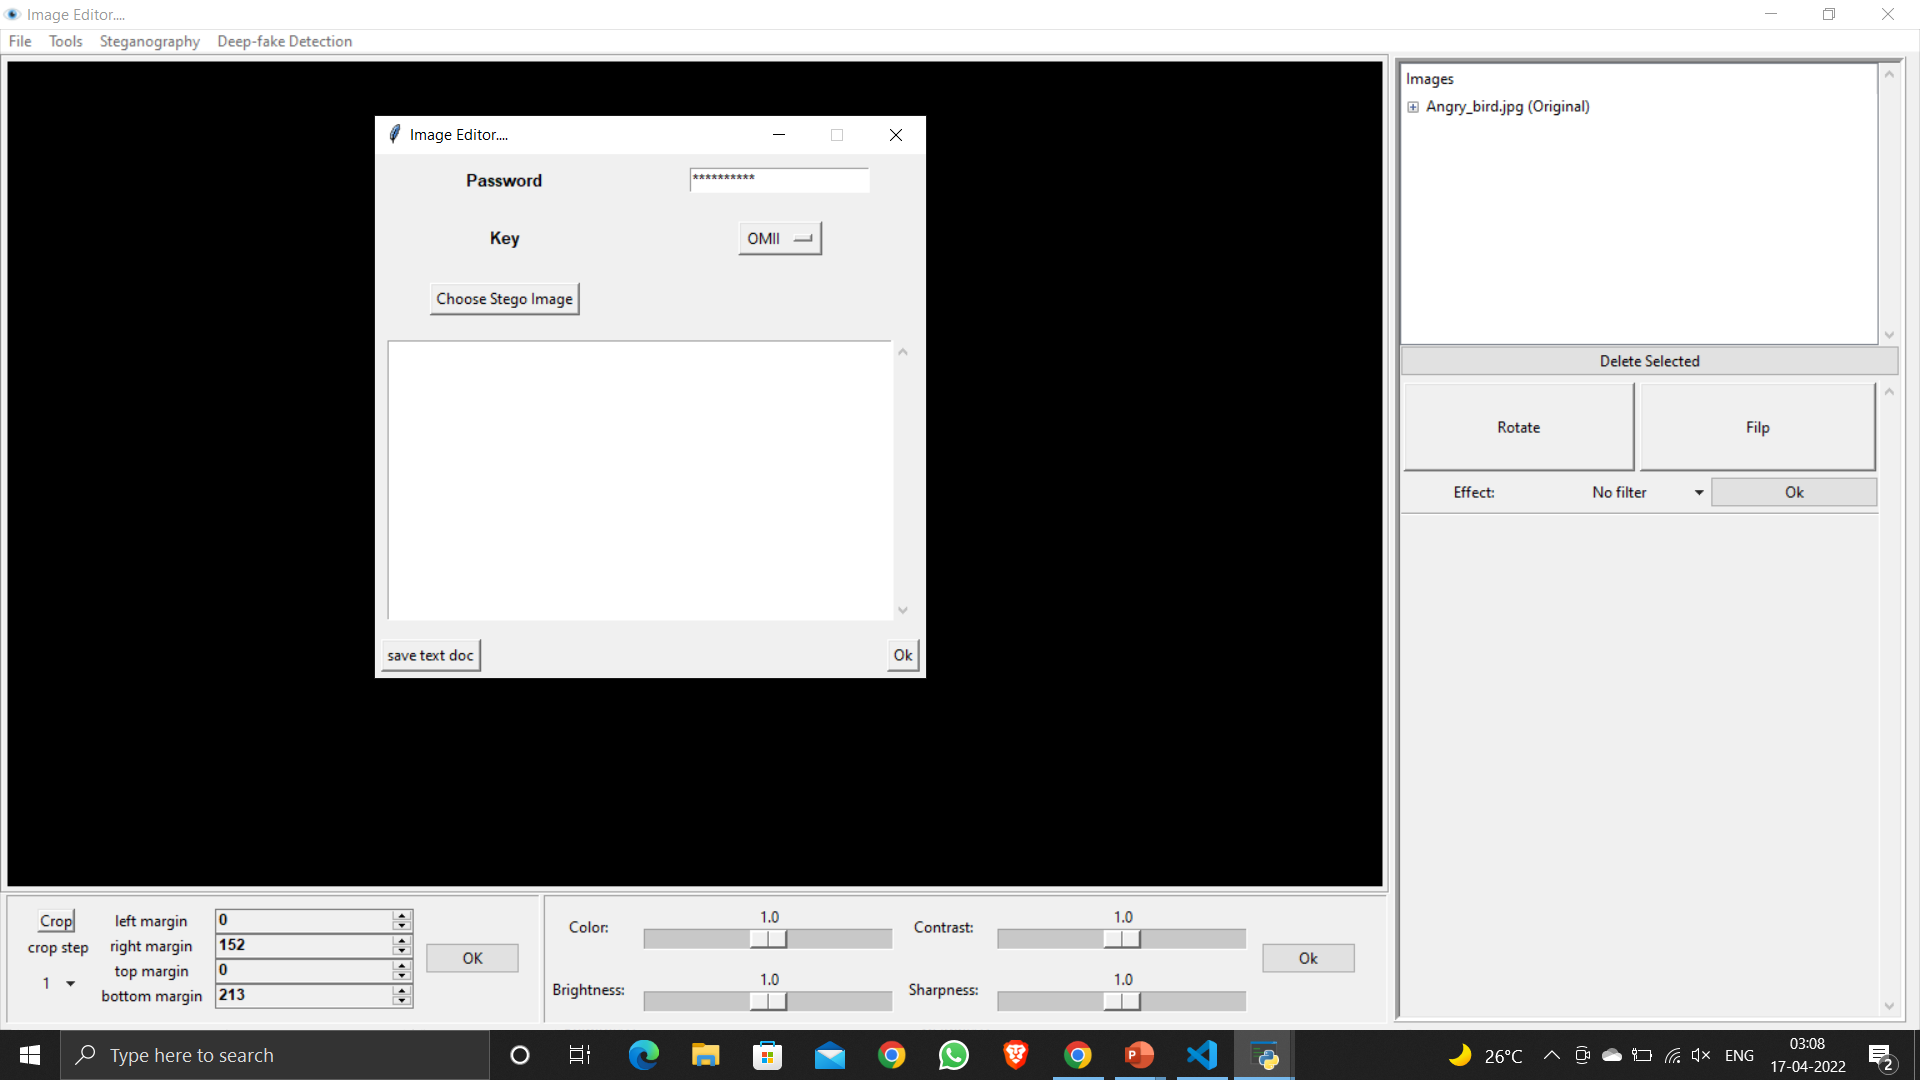 Image Editor....
File Tools Steganography Deep-fake Detection
Image Editor....
Password **********
Key OMII
Choose Stego Image
save text doc Ok
Images
Angry_bird.jpg (Original)
Delete Selected
Rotate Filp
Effect: No filter Ok
Crop
crop step
1
left margin 0
right margin 152
top margin 0
bottom margin 213
OK
Color: 1.0
Contrast: 1.0
Brightness: 1.0
Sharpness: 1.0
Ok
Type here to search
26°C
ENG
03:08
17-04-2022
2